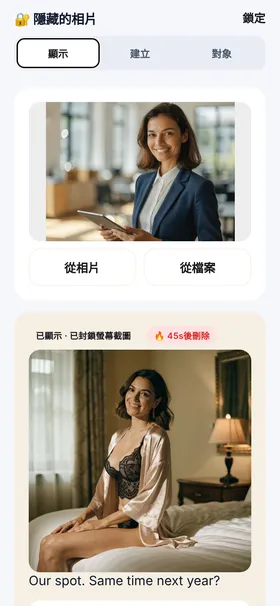 🔐 隱藏的相片
鎖定
顯示
建立
對象
從相片
從檔案
已顯示 · 已封鎖螢幕截圖
🔥 45s後刪除
Our spot. Same time next year?